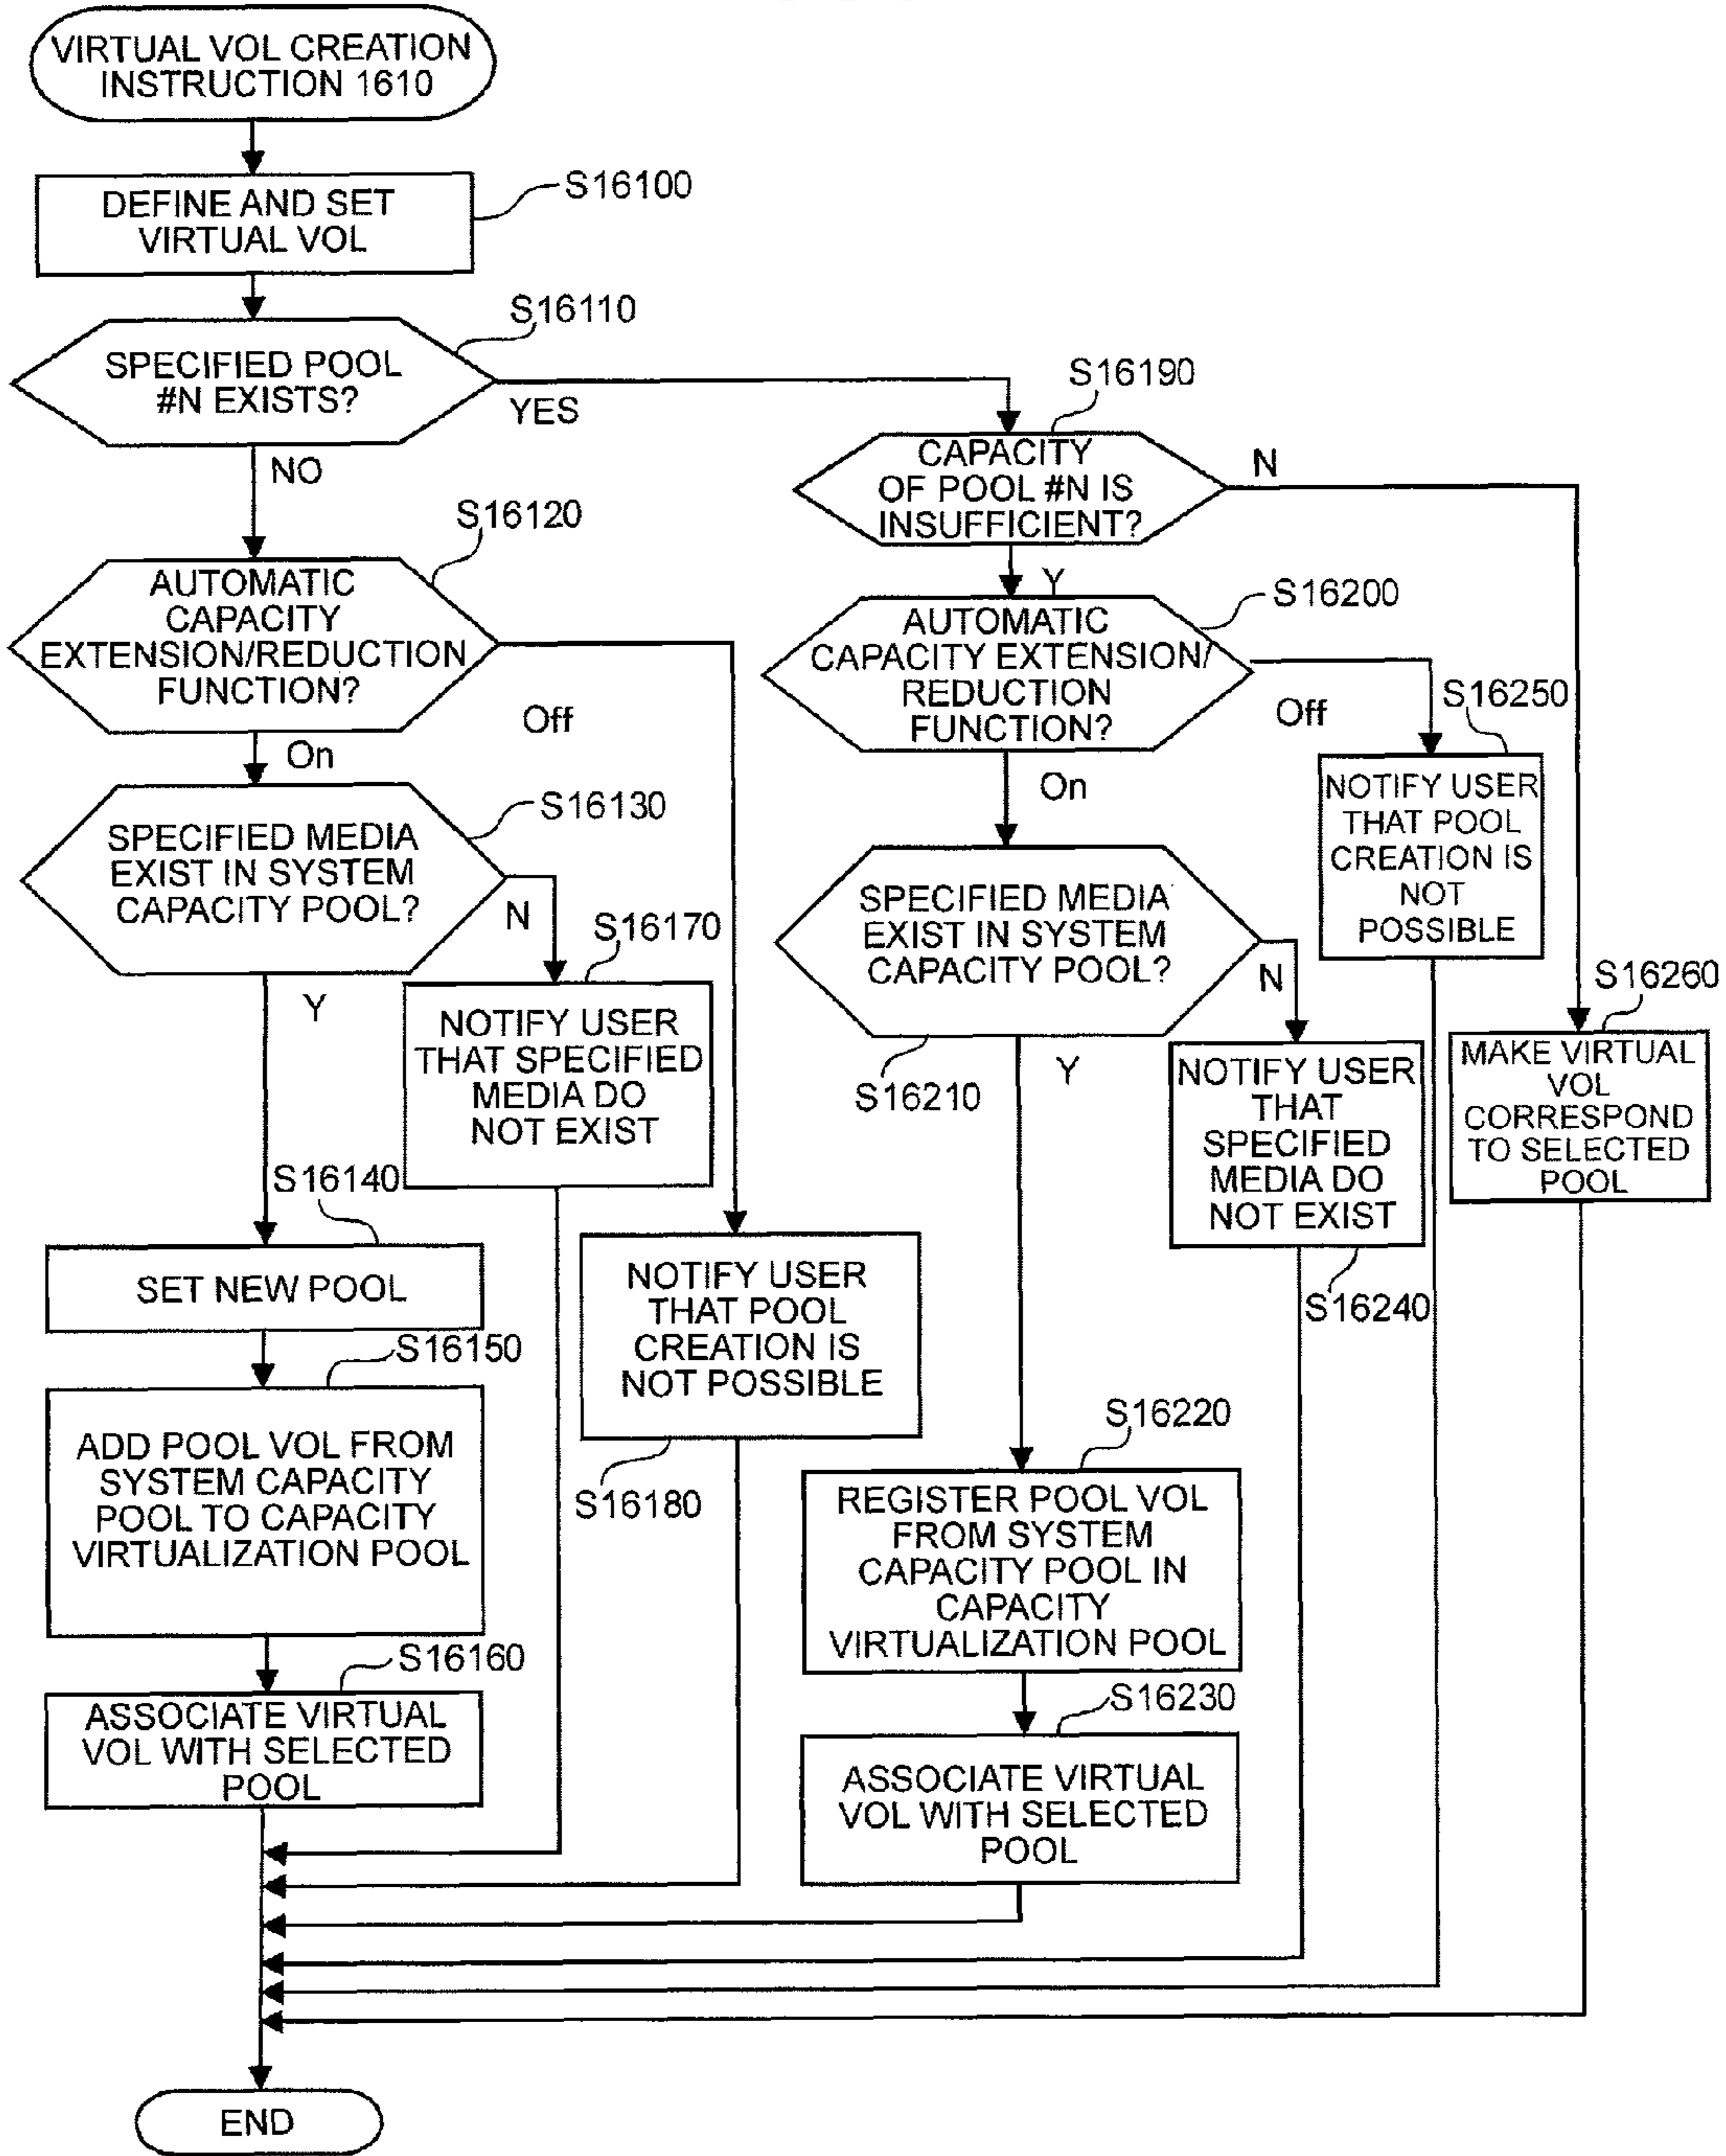 VIRTUAL VOL CREATION
INSTRUCTION 1610
S16100
DEFINE AND SET
VIRTUAL VOL
S16110
SPECIFIED POOL
#N EXISTS?
YES
NO
S16190
CAPACITY
OF POOL #N IS
INSUFFICIENT?
N
Y
S16120
AUTOMATIC
CAPACITY
EXTENSION/REDUCTION
FUNCTION?
Off
On
S16200
AUTOMATIC
CAPACITY EXTENSION/
REDUCTION
FUNCTION?
Off
On
S16250
NOTIFY USER
THAT POOL
CREATION IS
NOT
POSSIBLE
S16130
SPECIFIED MEDIA
EXIST IN SYSTEM
CAPACITY POOL?
N
Y
S16170
NOTIFY USER
THAT SPECIFIED
MEDIA DO
NOT EXIST
SPECIFIED MEDIA
EXIST IN SYSTEM
CAPACITY POOL?
N
Y
S16210
S16260
MAKE VIRTUAL
VOL
CORRESPOND
TO SELECTED
POOL
NOTIFY USER
THAT
SPECIFIED
MEDIA DO
NOT EXIST
S16240
S16140
SET NEW POOL
NOTIFY USER
THAT POOL
CREATION IS
NOT POSSIBLE
S16180
S16150
ADD POOL VOL FROM
SYSTEM CAPACITY
POOL TO CAPACITY
VIRTUALIZATION POOL
S16220
REGISTER POOL VOL
FROM SYSTEM
CAPACITY POOL IN
CAPACITY
VIRTUALIZATION POOL
S16160
ASSOCIATE VIRTUAL
VOL WITH SELECTED
POOL
S16230
ASSOCIATE VIRTUAL
VOL WITH SELECTED
POOL
END